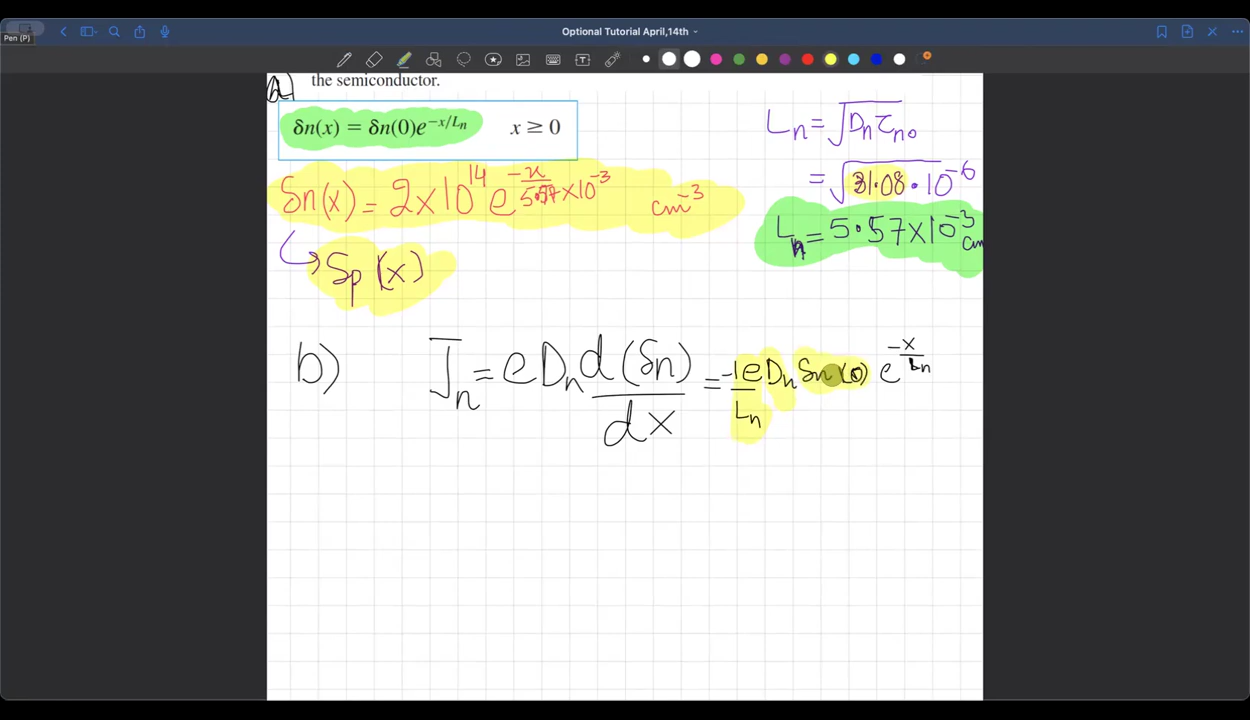 Pen (P)
Optional Tutorial April,14th
a)
the semiconductor.
δn(x) = δn(0)e^{−x/Lₙ}    x ≥ 0
Lₙ = √Dₙ τₙ₀
= √31.08 · 10⁻⁶
Lₙ = 5.57×10⁻³ cm
δn(x) = 2×10¹⁴ e^{−x/5.57×10⁻³} cm⁻³
δp(x)
b)
Jₙ = eDₙ d(δn)/dx = −1/Lₙ eDₙ δn(0) e^{−x/Lₙ}